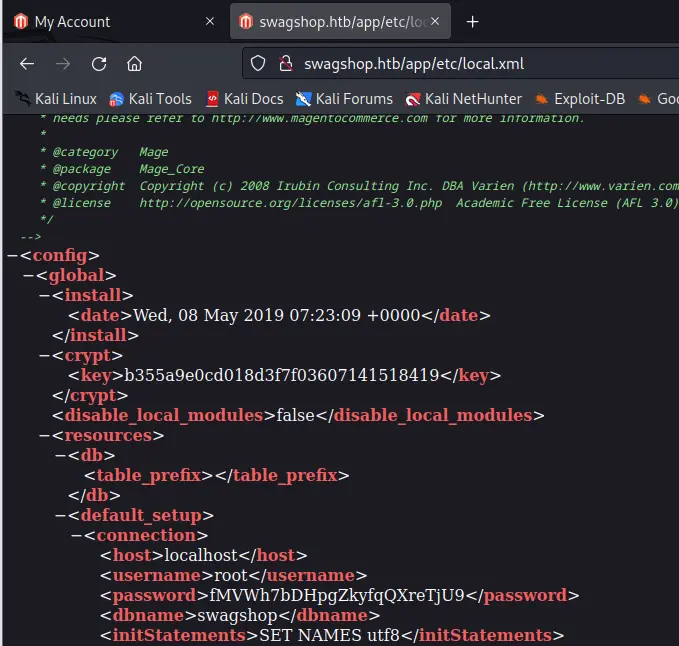 My Account
swagshop.htb/app/etc/loc
swagshop.htb/app/etc/local.xml
Kali Linux Kali Tools Kali Docs Kali Forums Kali NetHunter Exploit-DB Goo
* needs please refer to http://www.magentocommerce.com for more information.
*
* @category Mage
* @package Mage_Core
* @copyright Copyright (c) 2008 Irubin Consulting Inc. DBA Varien (http://www.varien.com
* @license http://opensource.org/licenses/afl-3.0.php Academic Free License (AFL 3.0)
*/
-->
−<config>
−<global>
−<install>
<date>Wed, 08 May 2019 07:23:09 +0000</date>
</install>
−<crypt>
<key>b355a9e0cd018d3f7f03607141518419</key>
</crypt>
<disable_local_modules>false</disable_local_modules>
−<resources>
−<db>
<table_prefix></table_prefix>
</db>
−<default_setup>
−<connection>
<host>localhost</host>
<username>root</username>
<password>fMVWh7bDHpgZkyfqQXreTjU9</password>
<dbname>swagshop</dbname>
<initStatements>SET NAMES utf8</initStatements>